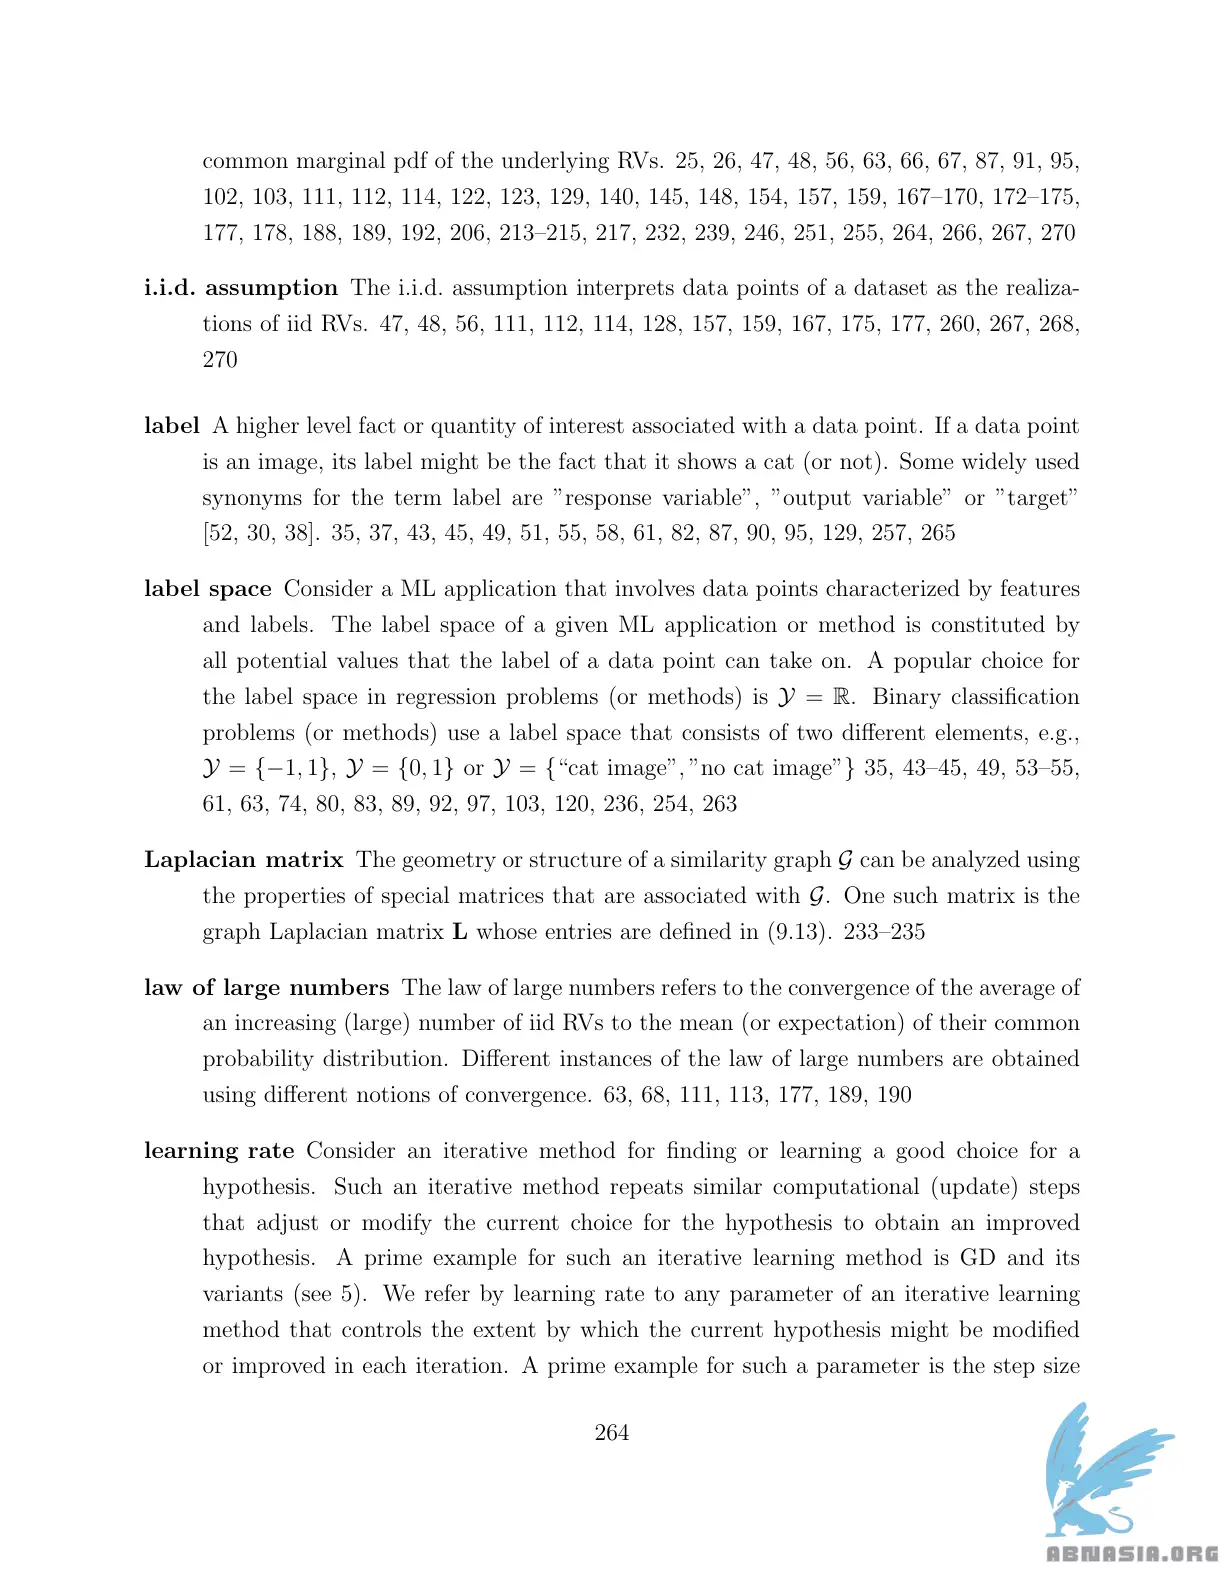 common marginal pdf of the underlying RVs. 25, 26, 47, 48, 56, 63, 66, 67, 87, 91, 95,
102, 103, 111, 112, 114, 122, 123, 129, 140, 145, 148, 154, 157, 159, 167–170, 172–175,
177, 178, 188, 189, 192, 206, 213–215, 217, 232, 239, 246, 251, 255, 264, 266, 267, 270
i.i.d. assumption The i.i.d. assumption interprets data points of a dataset as the realiza-
tions of iid RVs. 47, 48, 56, 111, 112, 114, 128, 157, 159, 167, 175, 177, 260, 267, 268,
270
label A higher level fact or quantity of interest associated with a data point. If a data point
is an image, its label might be the fact that it shows a cat (or not). Some widely used
synonyms for the term label are ”response variable”, ”output variable” or ”target”
[52, 30, 38]. 35, 37, 43, 45, 49, 51, 55, 58, 61, 82, 87, 90, 95, 129, 257, 265
label space Consider a ML application that involves data points characterized by features
and labels. The label space of a given ML application or method is constituted by
all potential values that the label of a data point can take on. A popular choice for
the label space in regression problems (or methods) is 𝒴 = ℝ. Binary classification
problems (or methods) use a label space that consists of two different elements, e.g.,
𝒴 = {−1, 1}, 𝒴 = {0, 1} or 𝒴 = {“cat image”, ”no cat image”} 35, 43–45, 49, 53–55,
61, 63, 74, 80, 83, 89, 92, 97, 103, 120, 236, 254, 263
Laplacian matrix The geometry or structure of a similarity graph 𝒢 can be analyzed using
the properties of special matrices that are associated with 𝒢. One such matrix is the
graph Laplacian matrix L whose entries are defined in (9.13). 233–235
law of large numbers The law of large numbers refers to the convergence of the average of
an increasing (large) number of iid RVs to the mean (or expectation) of their common
probability distribution. Different instances of the law of large numbers are obtained
using different notions of convergence. 63, 68, 111, 113, 177, 189, 190
learning rate Consider an iterative method for finding or learning a good choice for a
hypothesis. Such an iterative method repeats similar computational (update) steps
that adjust or modify the current choice for the hypothesis to obtain an improved
hypothesis. A prime example for such an iterative learning method is GD and its
variants (see 5). We refer by learning rate to any parameter of an iterative learning
method that controls the extent by which the current hypothesis might be modified
or improved in each iteration. A prime example for such a parameter is the step size
264
ABNASIA.ORG